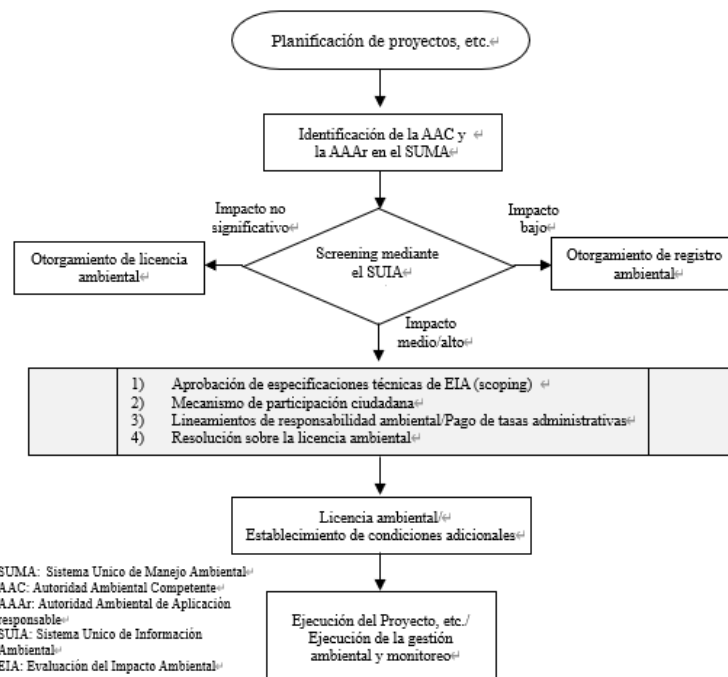 Planificación de proyectos, etc.
Identificación de la AAC y
la AAAr en el SUMA
Impacto no
significativo
Impacto
bajo
Otorgamiento de licencia
ambiental
Screening mediante
el SUIA
Otorgamiento de registro
ambiental
Impacto
medio/alto
1) Aprobación de especificaciones técnicas de EIA (scoping)
2) Mecanismo de participación ciudadana
3) Lineamientos de responsabilidad ambiental/Pago de tasas administrativas
4) Resolución sobre la licencia ambiental
Licencia ambiental/
Establecimiento de condiciones adicionales
SUMA: Sistema Unico de Manejo Ambiental
AAC: Autoridad Ambiental Competente
AAAr: Autoridad Ambiental de Aplicación
responsable
SUIA: Sistema Unico de Información
Ambiental
EIA: Evaluación del Impacto Ambiental
Ejecución del Proyecto, etc./
Ejecución de la gestión
ambiental y monitoreo